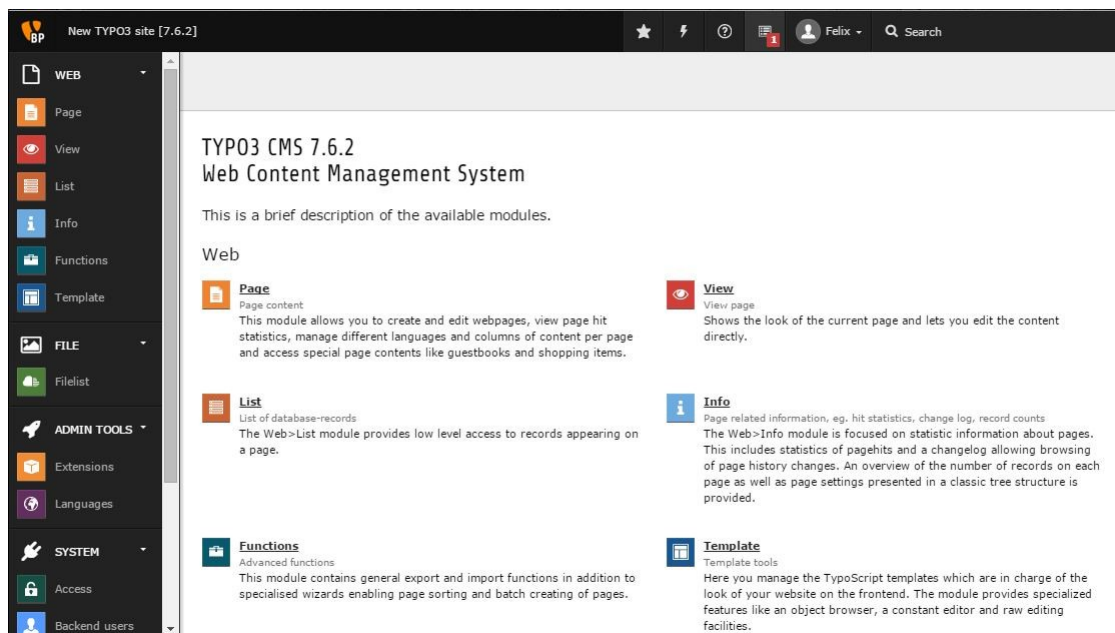 BP New TYPO3 site [7.6.2] 1 Felix Search
WEB
Page
View
List
Info
Functions
Template
FILE
Filelist
ADMIN TOOLS
Extensions
Languages
SYSTEM
Access
Backend users
TYPO3 CMS 7.6.2
Web Content Management System
This is a brief description of the available modules.
Web
Page
Page content
This module allows you to create and edit webpages, view page hit
statistics, manage different languages and columns of content per page
and access special page contents like guestbooks and shopping items.
View
View page
Shows the look of the current page and lets you edit the content
directly.
List
List of database-records
The Web>List module provides low level access to records appearing on
a page.
Info
Page related information, eg. hit statistics, change log, record counts
The Web>Info module is focused on statistic information about pages.
This includes statistics of pagehits and a changelog allowing browsing
of page history changes. An overview of the number of records on each
page as well as page settings presented in a classic tree structure is
provided.
Functions
Advanced functions
This module contains general export and import functions in addition to
specialised wizards enabling page sorting and batch creating of pages.
Template
Template tools
Here you manage the TypoScript templates which are in charge of the
look of your website on the frontend. The module provides specialized
features like an object browser, a constant editor and raw editing
facilities.